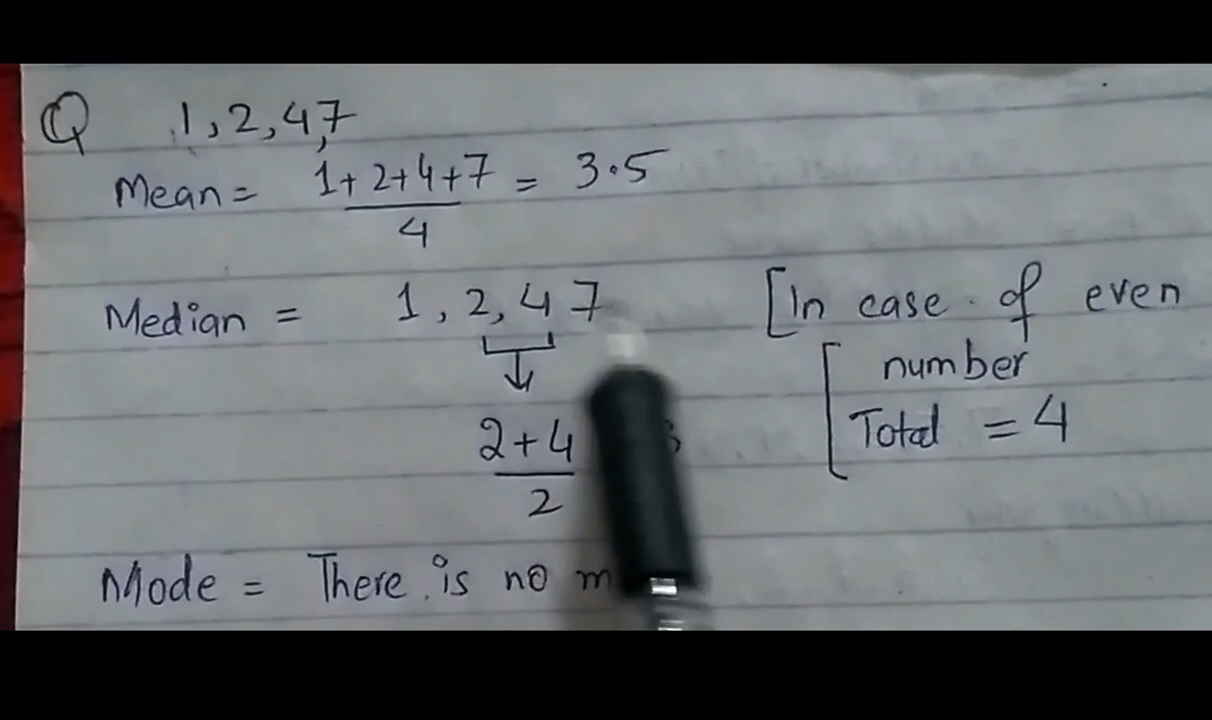 Q 1, 2, 4, 7
Mean = 1+2+4+7 = 3.5
4
Median = 1, 2, 4 7 [In case of even
number
2+4 Total = 4
2
Mode = There is no